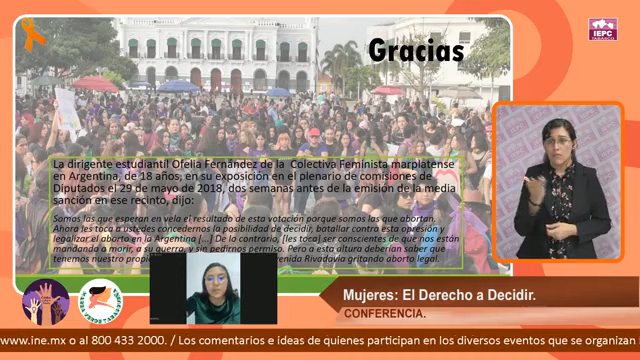 Gracias
IEPC
TABASCO
La dirigente estudiantil Ofelia Fernández de la Colectiva Feminista marplatense
en Argentina, de 18 años, en su exposición en el plenario de comisiones de
Diputados el 29 de mayo de 2018, dos semanas antes de la emisión de la media
sanción en ese recinto, dijo:
Somos las que esperan en vela el resultado de esta votación porque somos las que abortan.
Ahora les toca a ustedes concedernos la posibilidad de decidir, batallar contra esta opresión y
legalizar el aborto en la Argentina [...] De lo contrario, [les toca] ser conscientes de que nos están
mandando a morir, a su guerra, y sin pedirnos permiso. Pero a esta altura deberían saber que
tenemos nuestro propio venida Rivadavia gritando aborto legal.
Mujeres: El Derecho a Decidir.
CONFERENCIA.
www.ine.mx o al 800 433 2000. / Los comentarios e ideas de quienes participan en los diversos eventos que se organizan